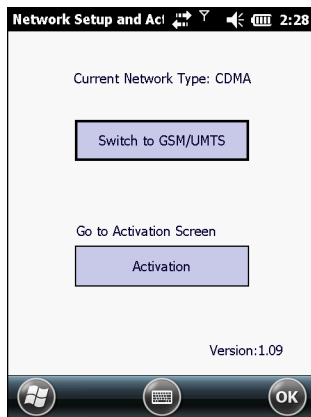 Network Setup and Act 2:28
Current Network Type: CDMA
Switch to GSM/UMTS
Go to Activation Screen
Activation
Version:1.09
OK